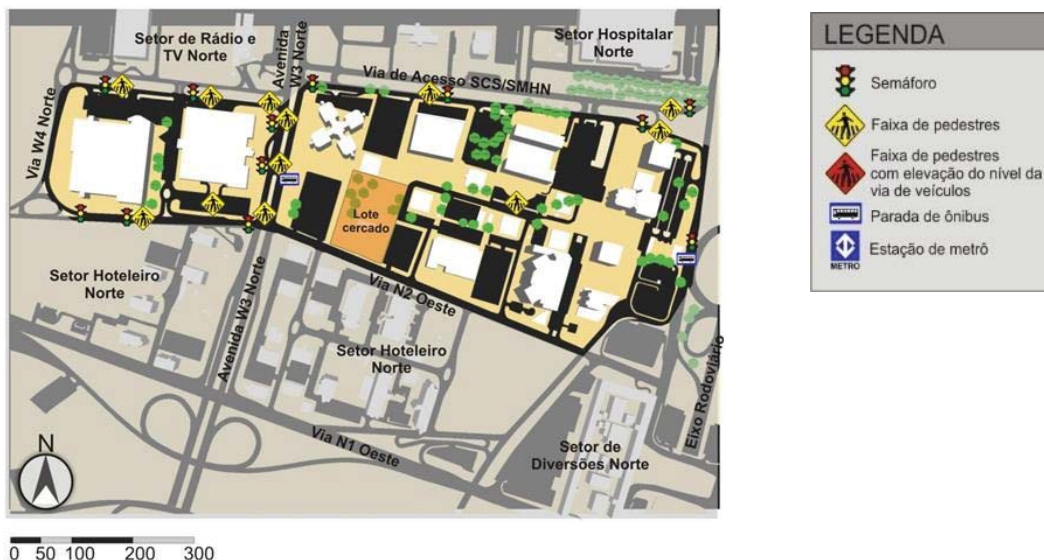 Setor de Rádio e
TV Norte
Avenida
W3 Norte
Setor Hospitalar
Norte
Via de Acesso SCS/SMHN
Via W4 Norte
Lote
cercado
Setor Hoteleiro
Norte
Avenida W3 Norte
Via N2 Oeste
Setor Hoteleiro
Norte
Via N1 Oeste
Setor de
Diversões Norte
Eixo Rodoviário
N
0 50 100 200 300
LEGENDA
Semáforo
Faixa de pedestres
Faixa de pedestres
com elevação do nível da
via de veículos
Parada de ônibus
METRO
Estação de metrô